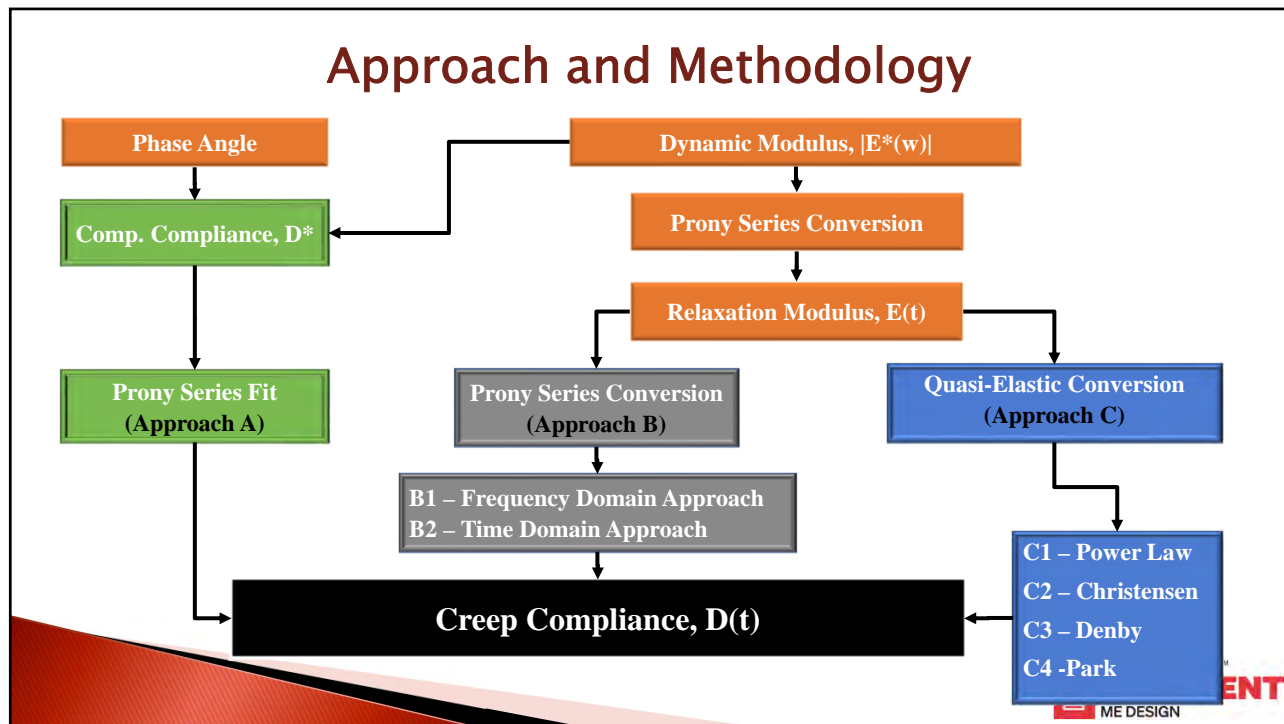 Approach and Methodology
Phase Angle
Dynamic Modulus, |E*(w)|
Comp. Compliance, D*
Prony Series Conversion
Relaxation Modulus, E(t)
Prony Series Fit
(Approach A)
Prony Series Conversion
(Approach B)
Quasi-Elastic Conversion
(Approach C)
B1 – Frequency Domain Approach
B2 – Time Domain Approach
C1 – Power Law
C2 – Christensen
C3 – Denby
C4 -Park
Creep Compliance, D(t)
ENT
ME DESIGN